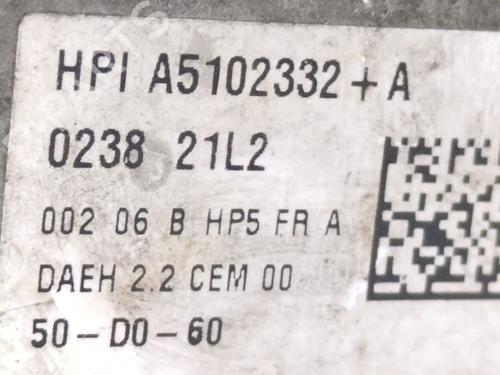 HPI A5102332+A
0238 21L2
002 06 B HP5 FR A
DAEH 2.2 CEM 00
50-D0-60